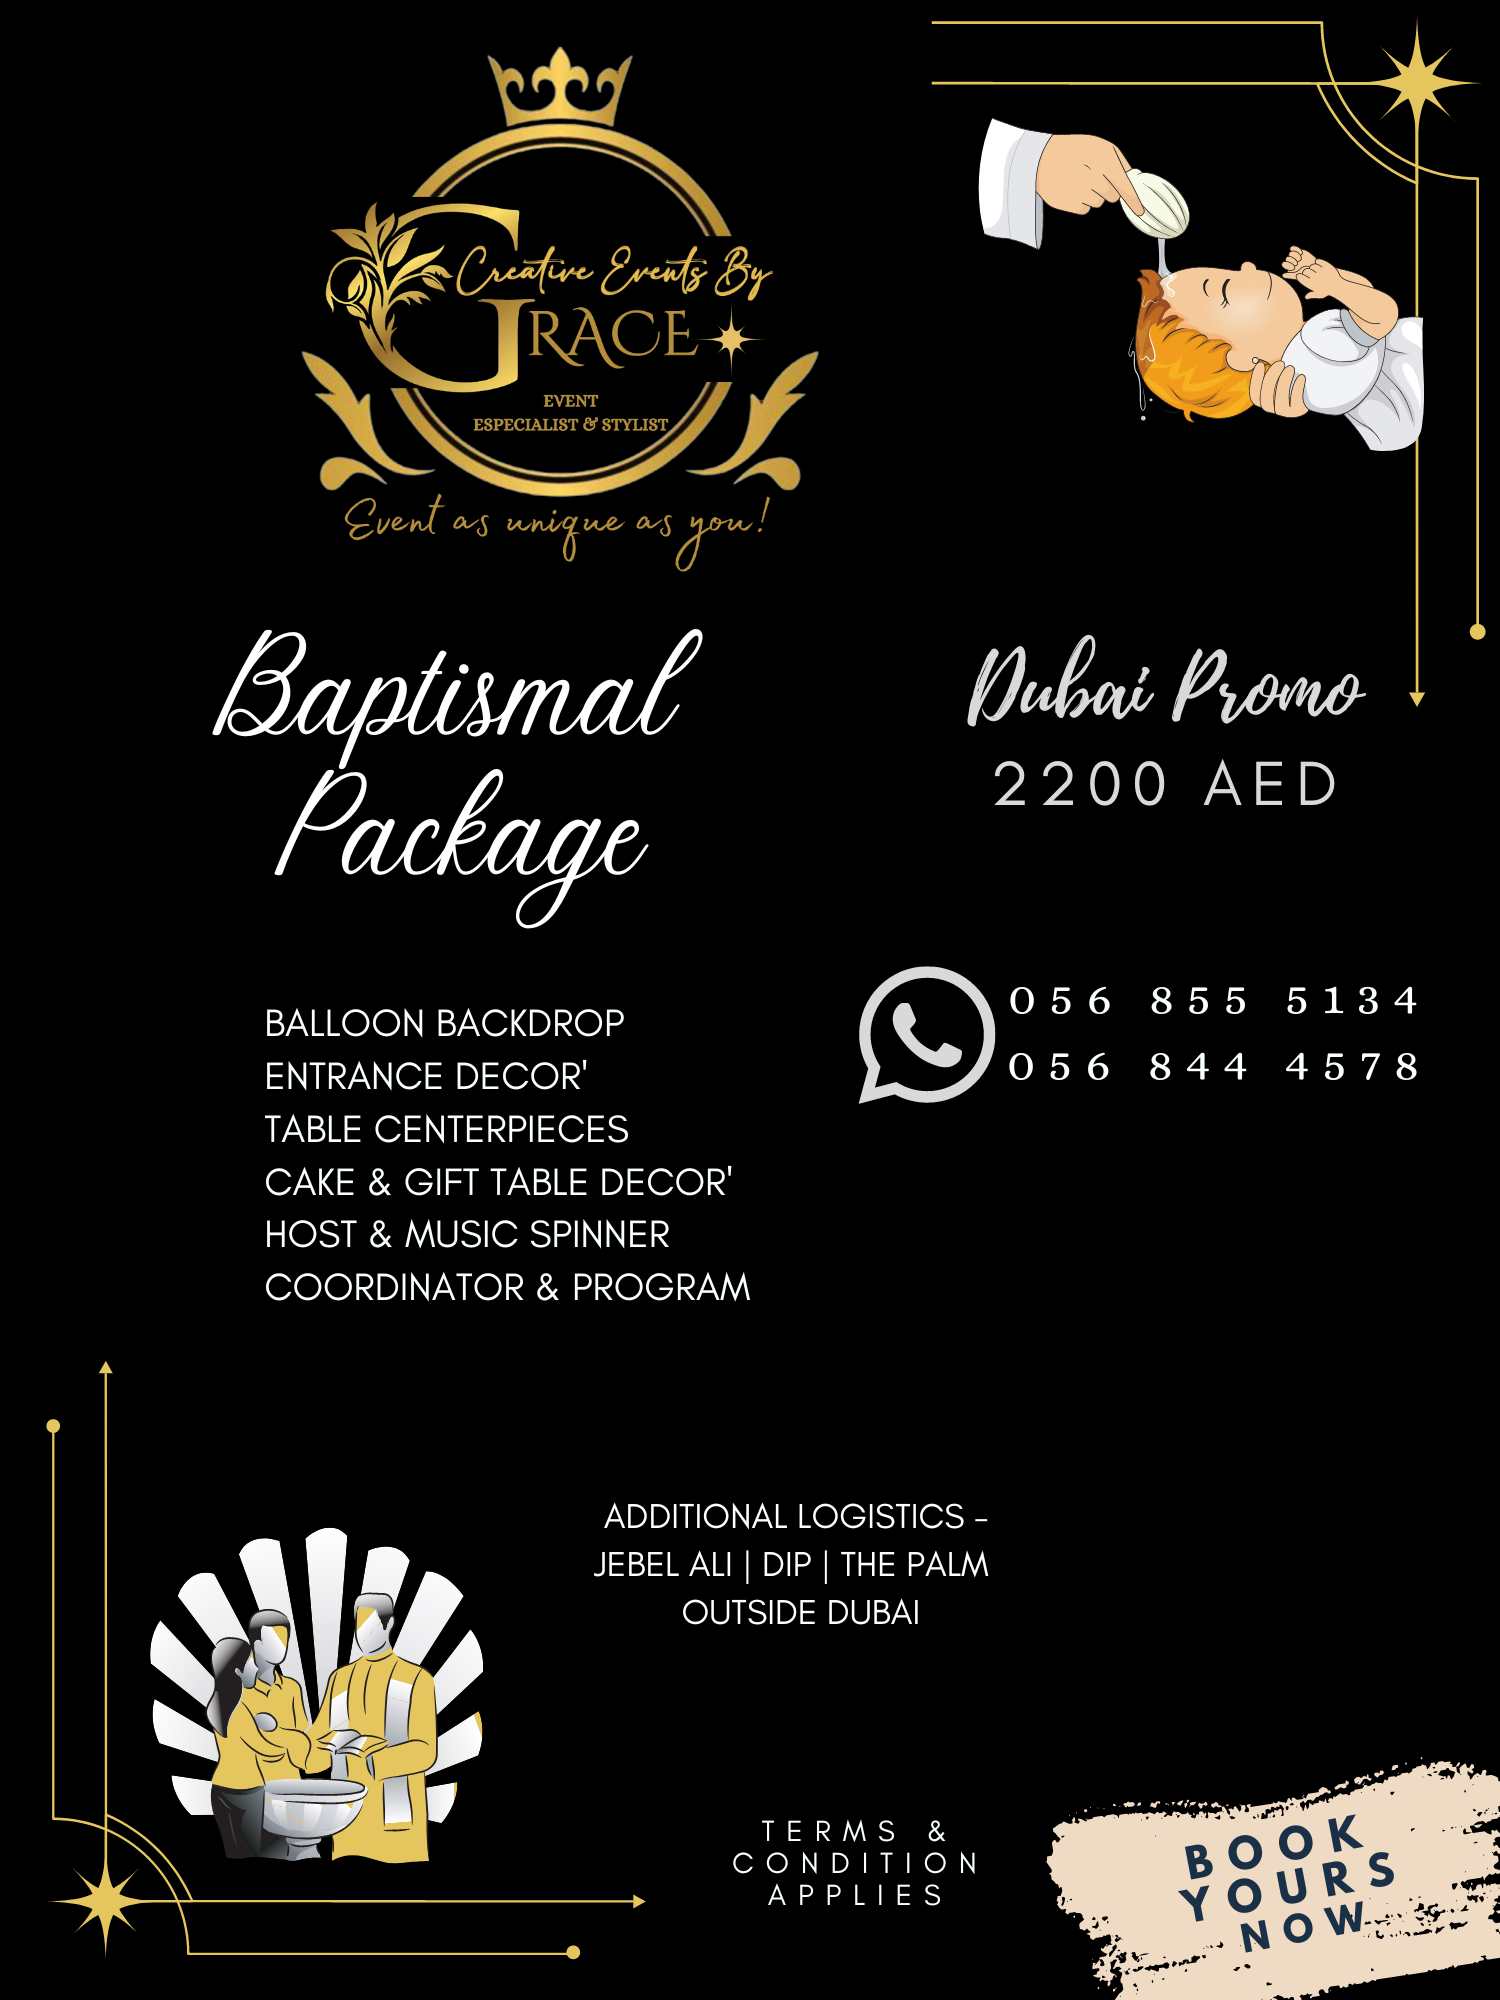 Creative Events By
GRACE
EVENT
ESPECIALIST & STYLIST
Event as unique as you!
Baptismal
Package
Dubai Promo
2200 AED
056 855 5134
056 844 4578
BALLOON BACKDROP
ENTRANCE DECOR'
TABLE CENTERPIECES
CAKE & GIFT TABLE DECOR'
HOST & MUSIC SPINNER
COORDINATOR & PROGRAM
ADDITIONAL LOGISTICS -
JEBEL ALI | DIP | THE PALM
OUTSIDE DUBAI
TERMS &
CONDITION
APPLIES
BOOK
YOURS
NOW